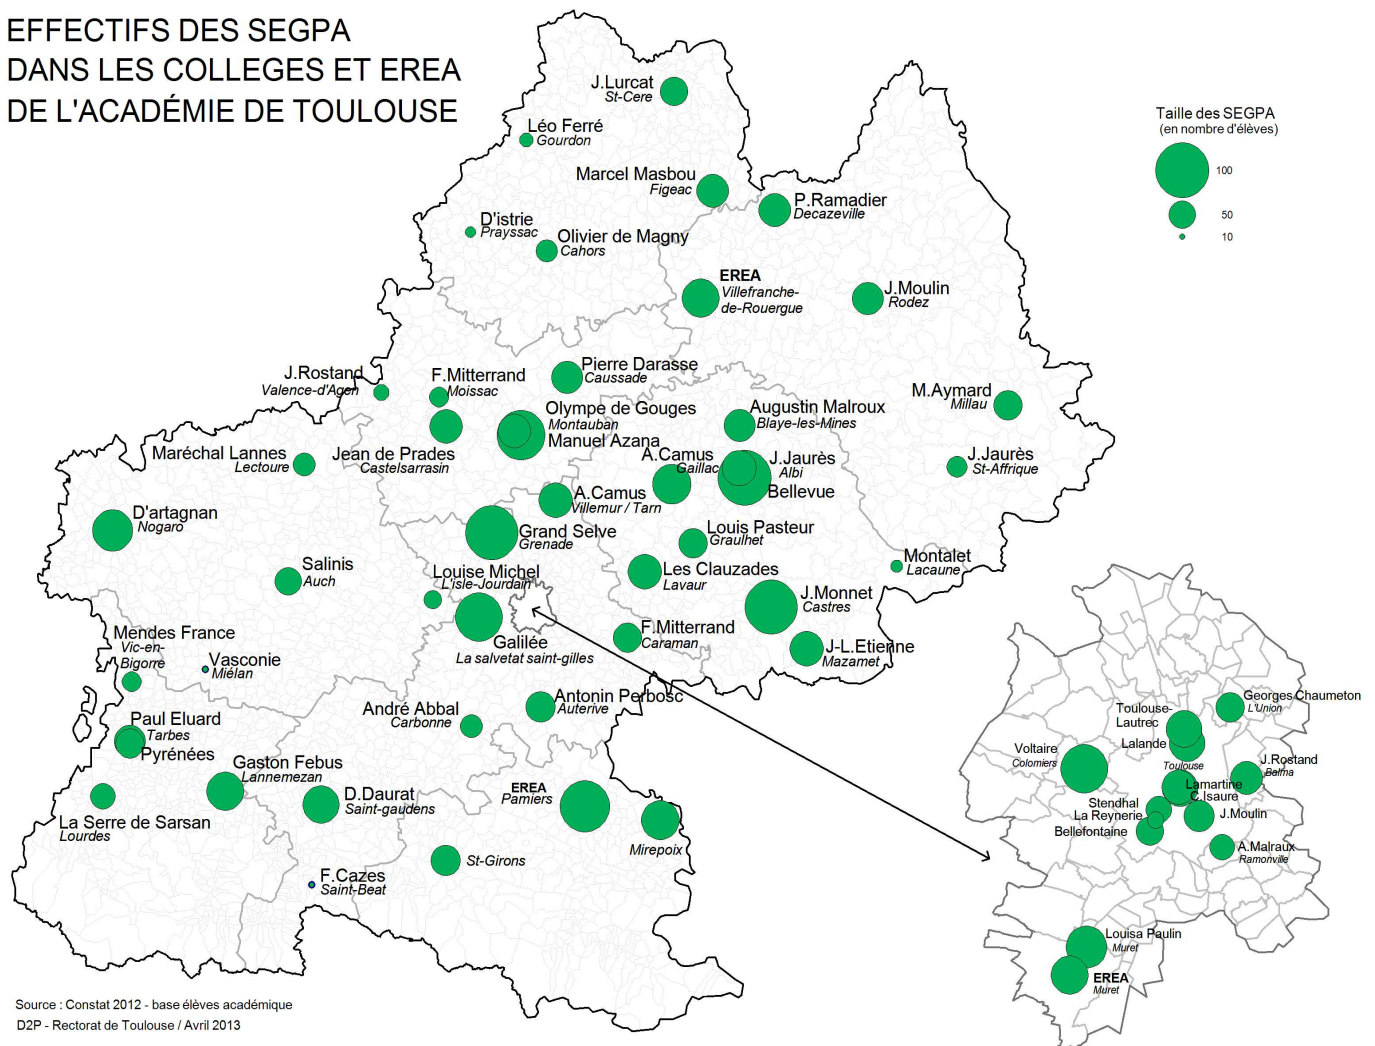 EFFECTIFS DES SEGPA
DANS LES COLLEGES ET EREA
DE L'ACADÉMIE DE TOULOUSE
Taille des SEGPA
(en nombre d'élèves)
100
50
10
J.Lurcat
St-Cere
Léo Ferré
Gourdon
Marcel Masbou
Figeac
P.Ramadier
Decazeville
D'istrie
Prayssac
Olivier de Magny
Cahors
EREA
Villefranche-
de-Rouergue
J.Moulin
Rodez
J.Rostand
Valence-d'Agen
F.Mitterrand
Moissac
Pierre Darasse
Caussade
M.Aymard
Millau
Olympe de Gouges
Montauban
Manuel Azana
Augustin Malroux
Blaye-les-Mines
Maréchal Lannes
Lectoure
Jean de Prades
Castelsarrasin
A.Camus
Gaillac
J.Jaurès
Albi
Bellevue
J.Jaurès
St-Affrique
D'artagnan
Nogaro
A.Camus
Villemur / Tarn
Grand Selve
Grenade
Louis Pasteur
Graulhet
Salinis
Auch
Louise Michel
L'isle-Jourdain
Les Clauzades
Lavaur
Montalet
Lacaune
J.Monnet
Castres
Galilée
La salvetat saint-gilles
F.Mitterrand
Caraman
J-L.Etienne
Mazamet
Mendes France
Vic-en-
Bigorre
Vasconie
Miélan
André Abbal
Carbonne
Antonin Perbosc
Auterive
Paul Eluard
Tarbes
Pyrénées
Gaston Febus
Lannemezan
D.Daurat
Saint-gaudens
EREA
Pamiers
Mirepoix
La Serre de Sarsan
Lourdes
St-Girons
F.Cazes
Saint-Beat
Georges Chaumeton
L'Union
Toulouse-
Lautrec
Lalande
Voltaire
Colomiers
Toulouse
J.Rostand
Balma
Lamartine
C.Isaure
Stendhal
La Reynerie
J.Moulin
Bellefontaine
A.Malraux
Ramonville
Louisa Paulin
Muret
EREA
Muret
Source : Constat 2012 - base élèves académique
D2P - Rectorat de Toulouse / Avril 2013